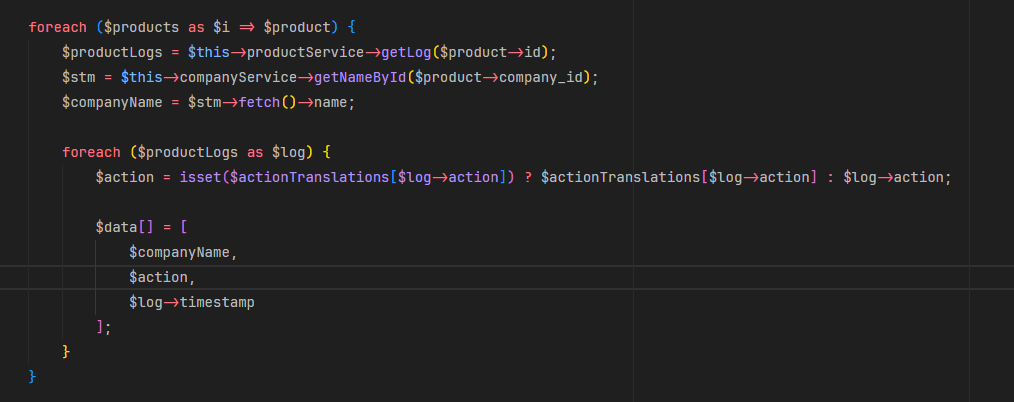 foreach ($products as $i => $product) {
$productLogs = $this->productService->getLog($product->id);
$stm = $this->companyService->getNameById($product->company_id);
$companyName = $stm->fetch()->name;
foreach ($productLogs as $log) {
$action = isset($actionTranslations[$log->action]) ? $actionTranslations[$log->action] : $log->action;
$data[] = [
$companyName,
$action,
$log->timestamp
];
}
}